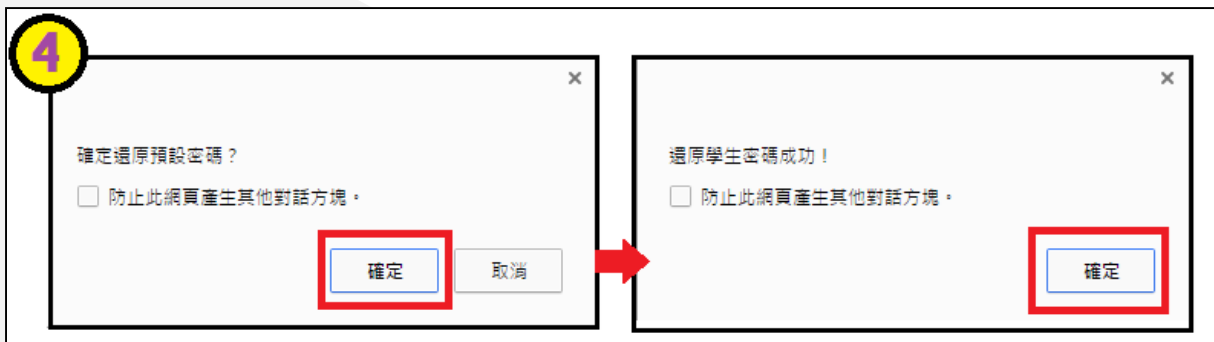 4
確定還原預設密碼？
防止此網頁產生其他對話方塊。
確定
取消
還原學生密碼成功！
防止此網頁產生其他對話方塊。
確定